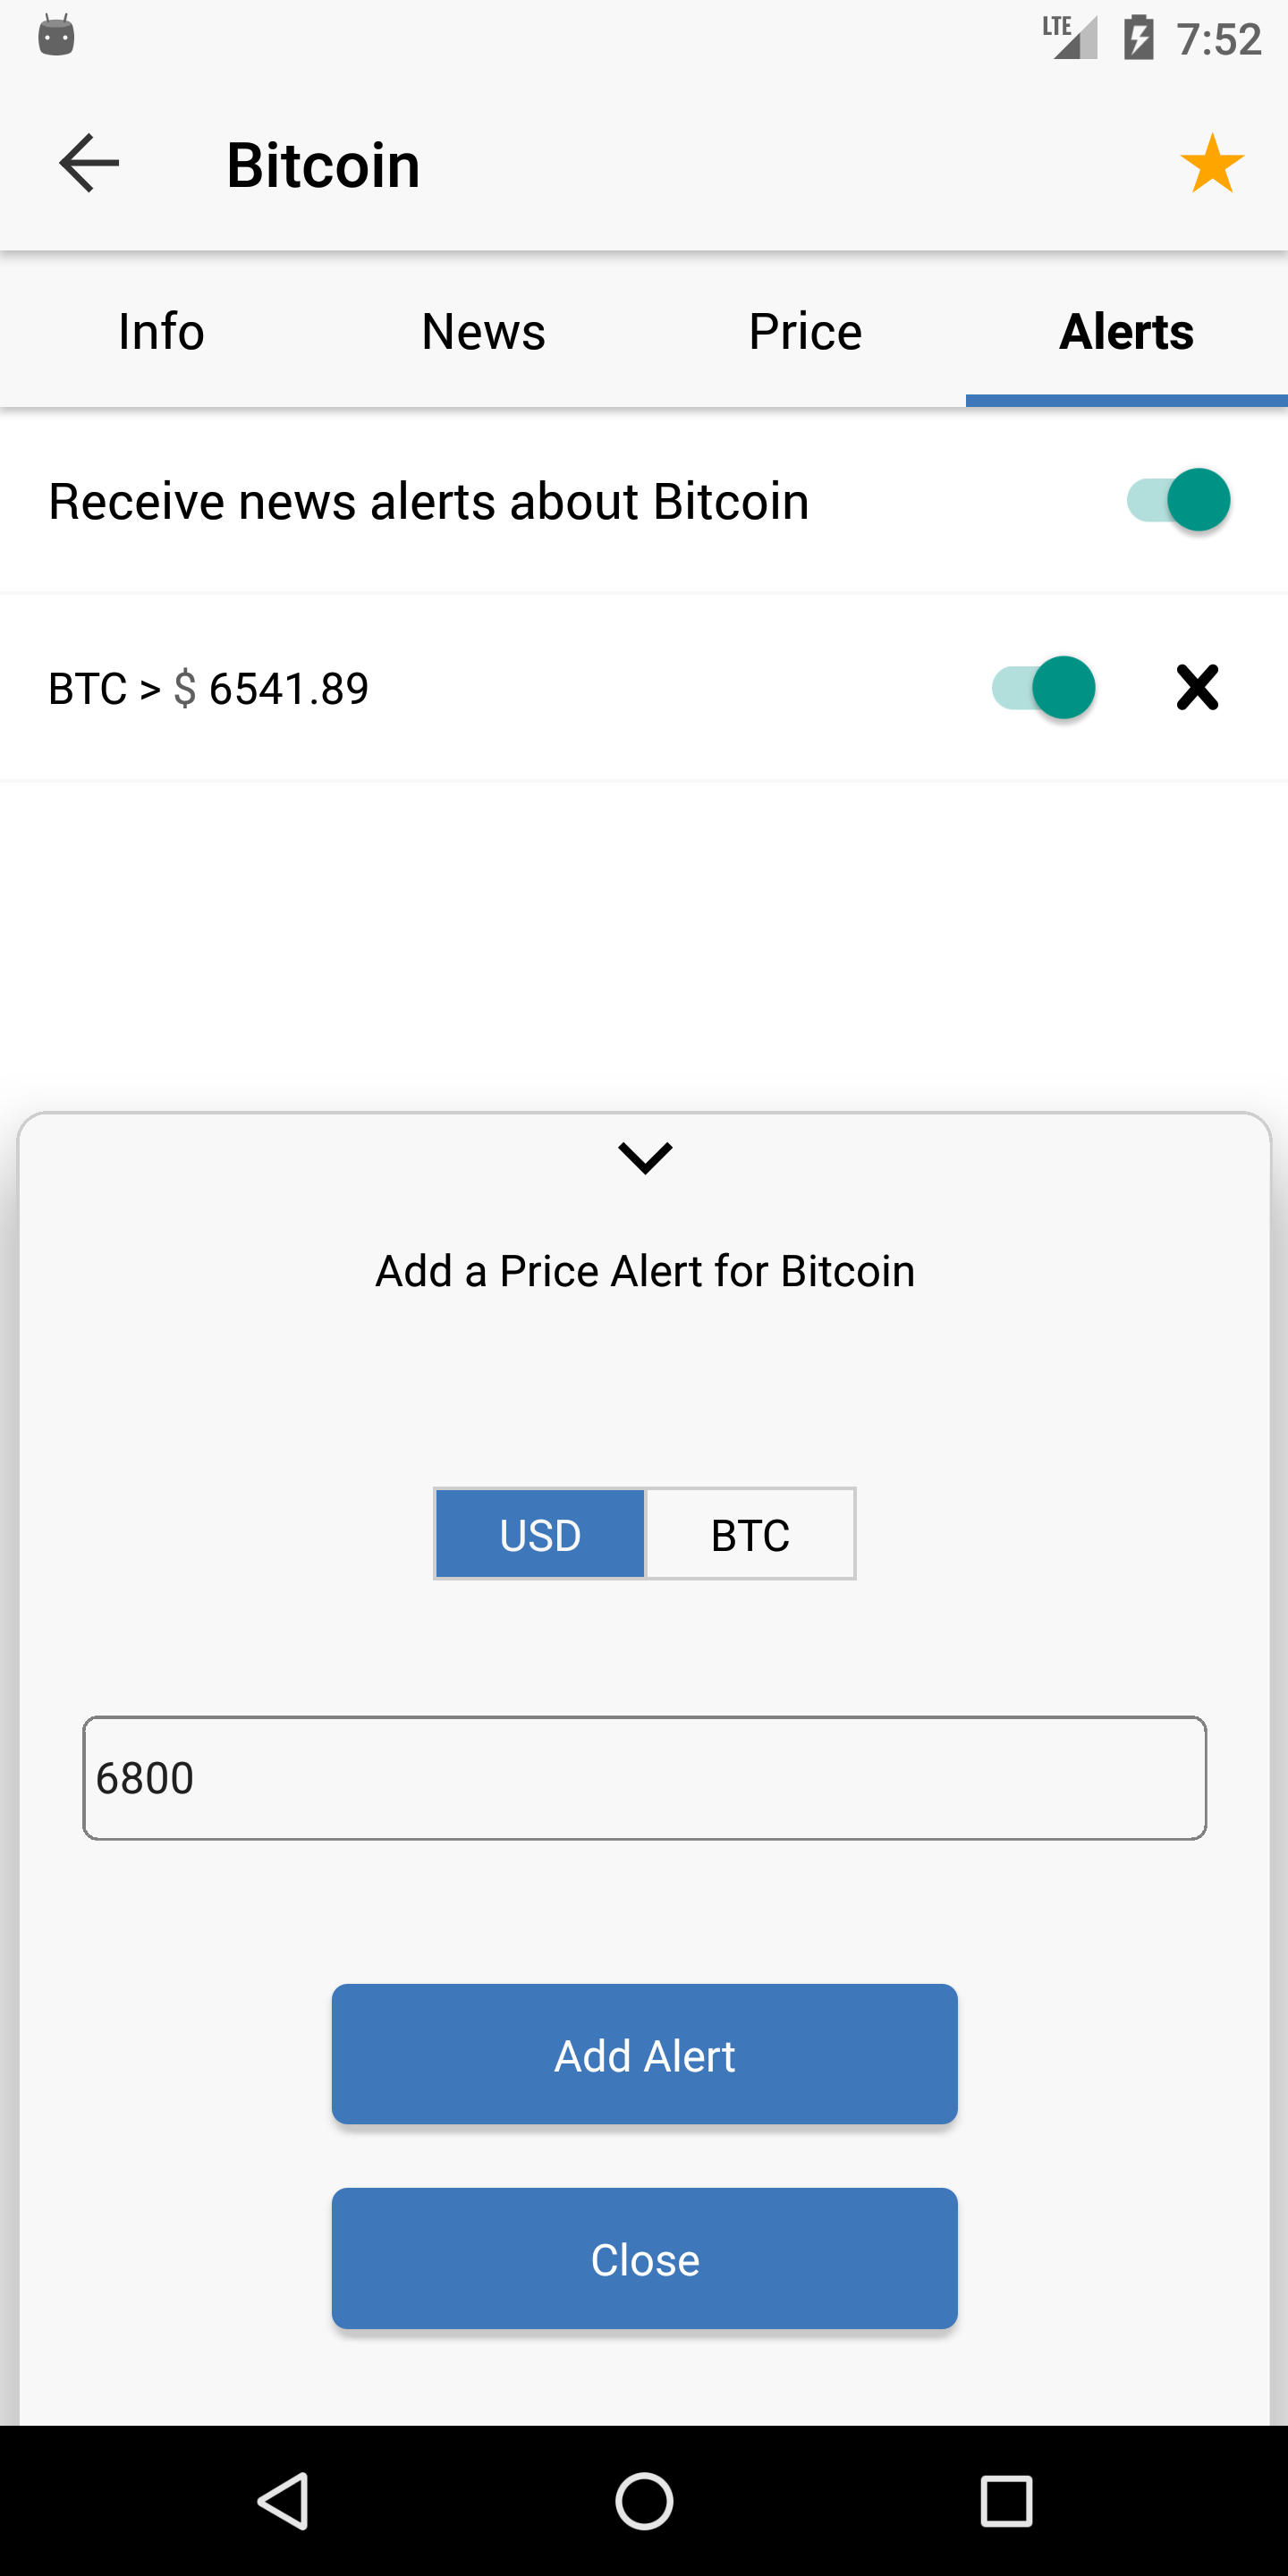 LTE 7:52
Bitcoin
Info News Price Alerts
Receive news alerts about Bitcoin
BTC > $ 6541.89
Add a Price Alert for Bitcoin
USD BTC
6800
Add Alert
Close